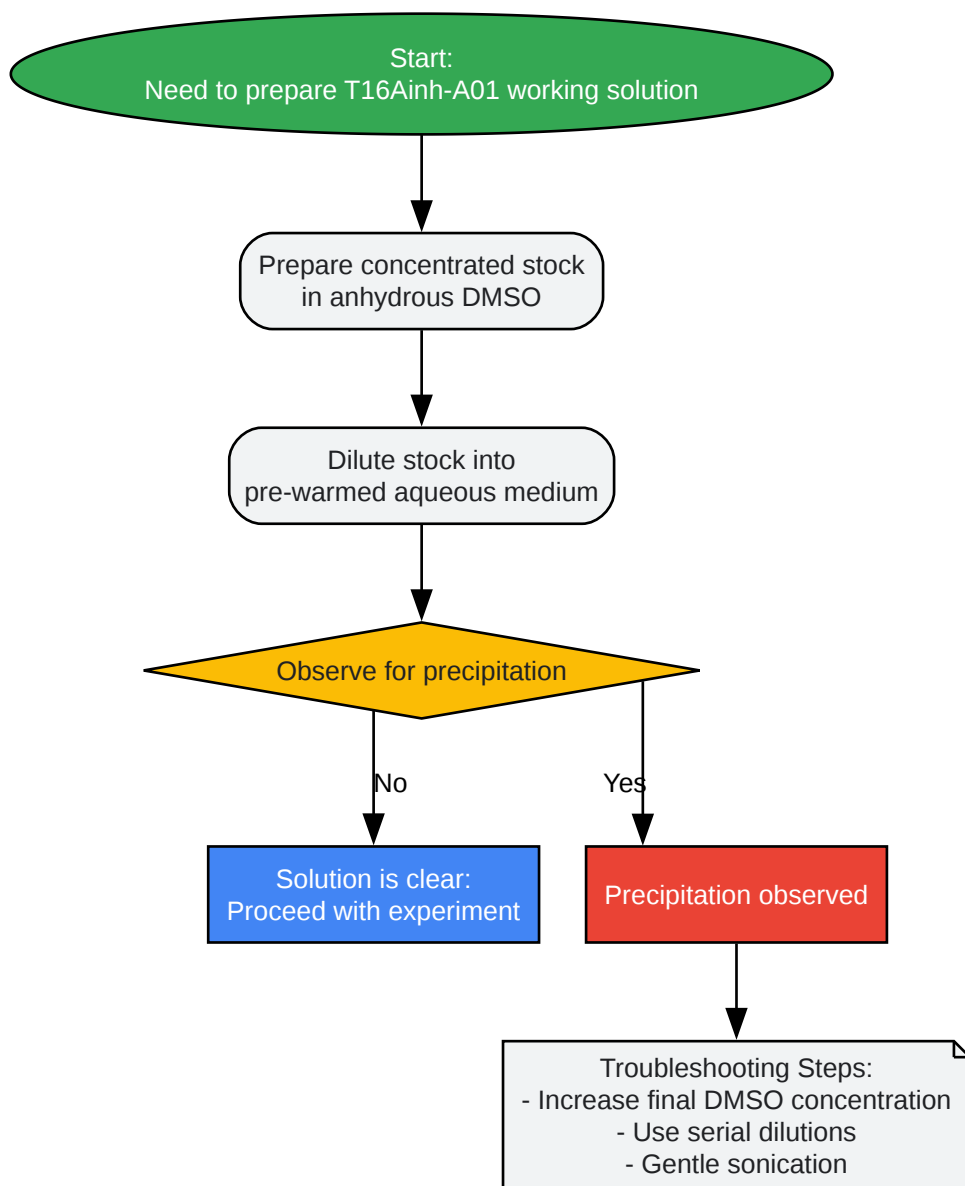 Start:
Need to prepare T16Ainh-A01 working solution
Prepare concentrated stock
in anhydrous DMSO
Dilute stock into
pre-warmed aqueous medium
Observe for precipitation
No
Yes
Solution is clear:
Proceed with experiment
Precipitation observed
Troubleshooting Steps:
- Increase final DMSO concentration
- Use serial dilutions
- Gentle sonication